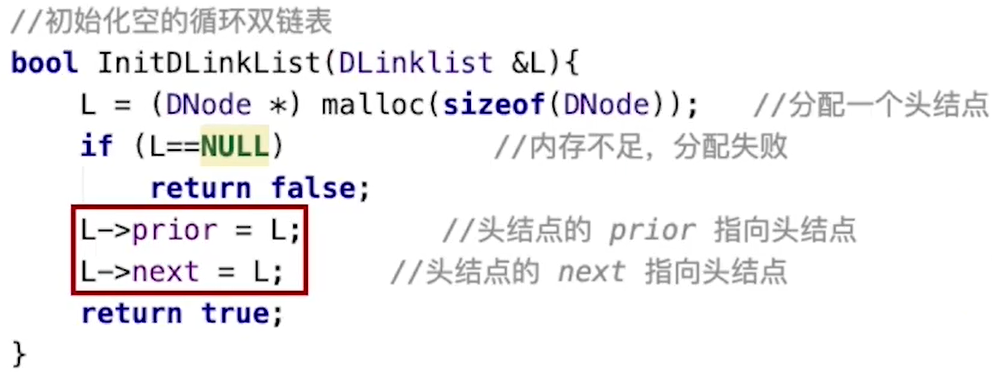 //初始化空的循环双链表
bool InitDLinkList(DLinklist &L){
    L = (DNode *) malloc(sizeof(DNode));   //分配一个头结点
    if (L==NULL)            //内存不足，分配失败
        return false;
    L->prior = L;        //头结点的 prior 指向头结点
    L->next = L;      //头结点的 next 指向头结点
    return true;
}